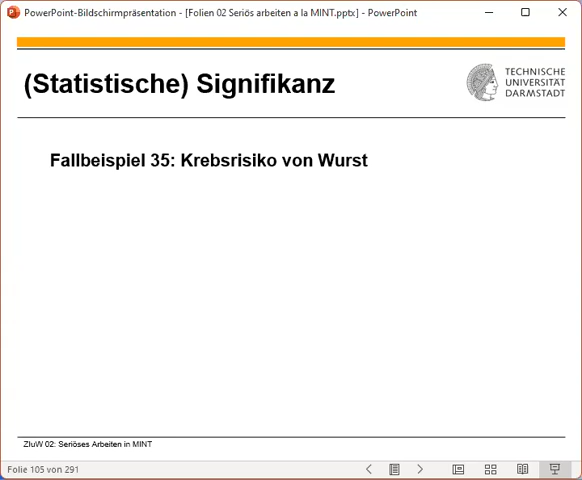 PowerPoint-Bildschirmpräsentation - [Folien 02 Seriös arbeiten a la MINT.pptx] - PowerPoint
(Statistische) Signifikanz
TECHNISCHE
UNIVERSITÄT
DARMSTADT
Fallbeispiel 35: Krebsrisiko von Wurst
ZIuW 02: Seriöses Arbeiten in MINT
Folie 105 von 291